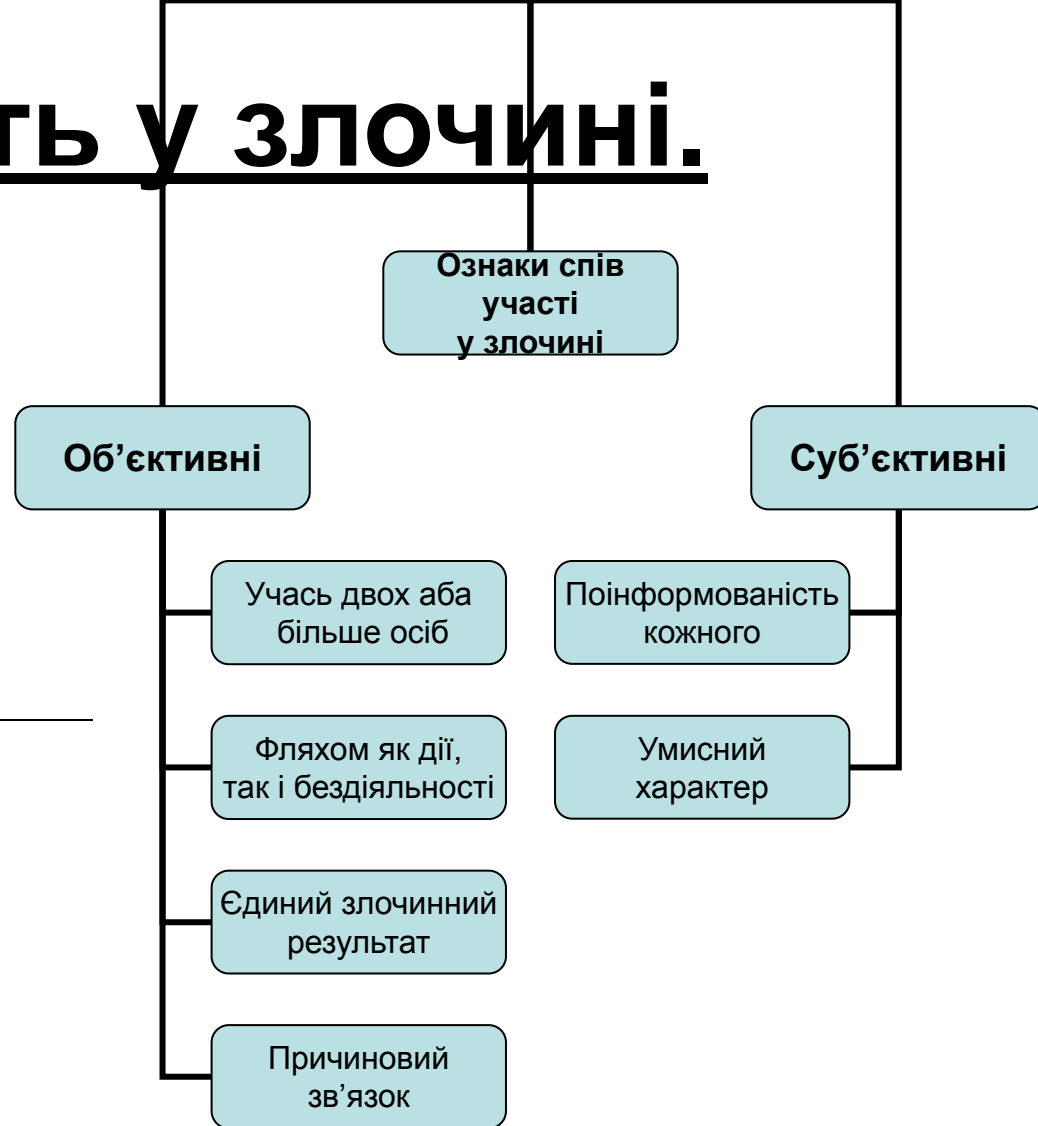 ть у злочині.
Ознаки спів
участі
у злочині
Об’єктивні
Суб’єктивні
Учась двох аба
більше осіб
Поінформованість
кожного
Фляхом як дії,
так і бездіяльності
Умисний
характер
Єдиний злочинний
результат
Причиновий
зв’язок